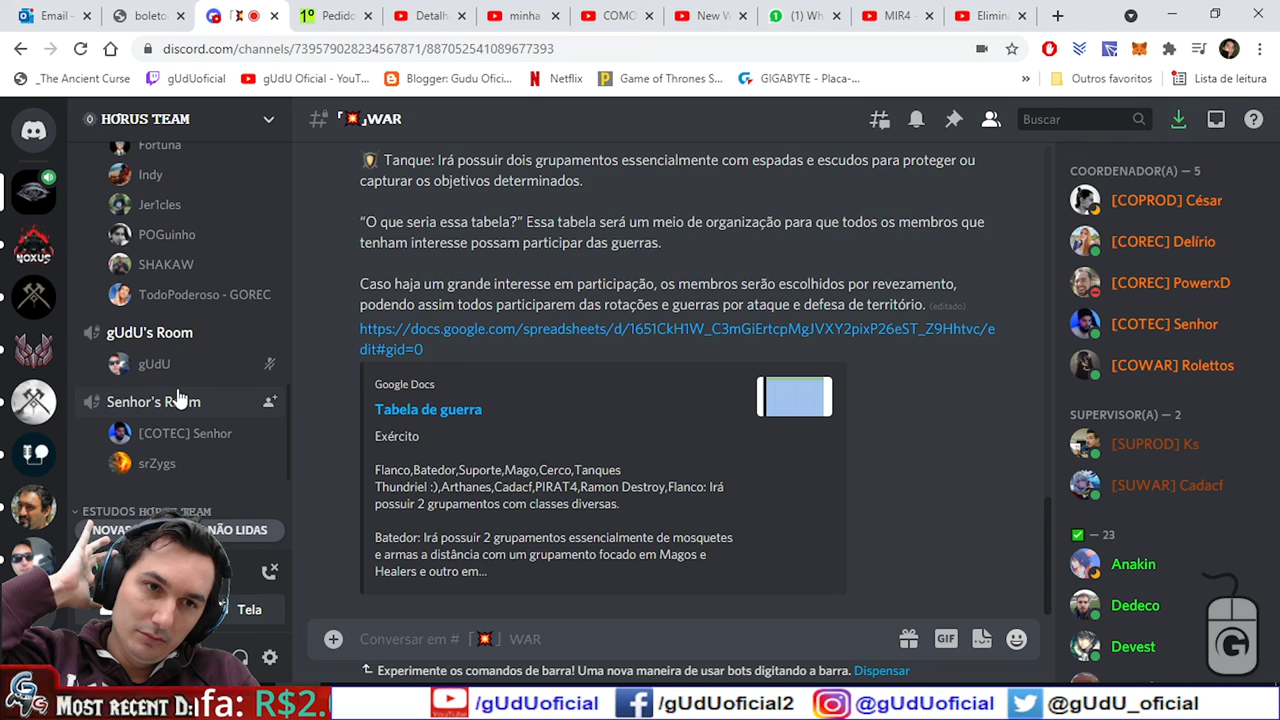 Email -
boleto
Pedido
Detalh
minha
COMO
New W
(1) Wh
MIR4 -
Elimin
discord.com/channels/739579028234567871/887052541089677393
_The Ancient Curse
gUdUoficial
gUdU Oficial - YouT...
Blogger: Gudu Ofici...
Netflix
Game of Thrones S...
GIGABYTE - Placa-...
»
Outros favoritos
Lista de leitura
HØRUS TEAM
「💥」WAR
Buscar
Fortuna
Indy
Jer1cles
POGuinho
SHAKAW
TodoPoderoso - GOREC
gUdU's Room
gUdU
Senhor's Room
[COTEC] Senhor
srZygs
ESTUDOS HØRUS TEAM
NOVAS NÃO LIDAS
Tela
🛡 Tanque: Irá possuir dois grupamentos essencialmente com espadas e escudos para proteger ou
capturar os objetivos determinados.
“O que seria essa tabela?” Essa tabela será um meio de organização para que todos os membros que
tenham interesse possam participar das guerras.
Caso haja um grande interesse em participação, os membros serão escolhidos por revezamento,
podendo assim todos participarem das rotações e guerras por ataque e defesa de território. (editado)
https://docs.google.com/spreadsheets/d/1651CkH1W_C3mGiErtcpMgJVXY2pixP26eST_Z9Hhtvc/e
dit#gid=0
Google Docs
Tabela de guerra
Exército
Flanco,Batedor,Suporte,Mago,Cerco,Tanques
Thundriel :),Arthanes,Cadacf,PIRAT4,Ramon Destroy,Flanco: Irá
possuir 2 grupamentos com classes diversas.
Batedor: Irá possuir 2 grupamentos essencialmente de mosquetes
e armas a distância com um grupamento focado em Magos e
Healers e outro em...
Conversar em # 「💥」 WAR
GIF
Experimente os comandos de barra! Uma nova maneira de usar bots digitando a barra. Dispensar
COORDENADOR(A) — 5
[COPROD] César
[COREC] Delírio
[COREC] PowerxD
[COTEC] Senhor
[COWAR] Rolettos
SUPERVISOR(A) — 2
[SUPROD] Ks
[SUWAR] Cadacf
✅ — 23
Anakin
Dedeco
Devest
NOXUS
G
Most recent D:lfa: R$2.
YouTube
/gUdUoficial
/gUdUoficial2
@gUdUoficial
@gUdU_oficial